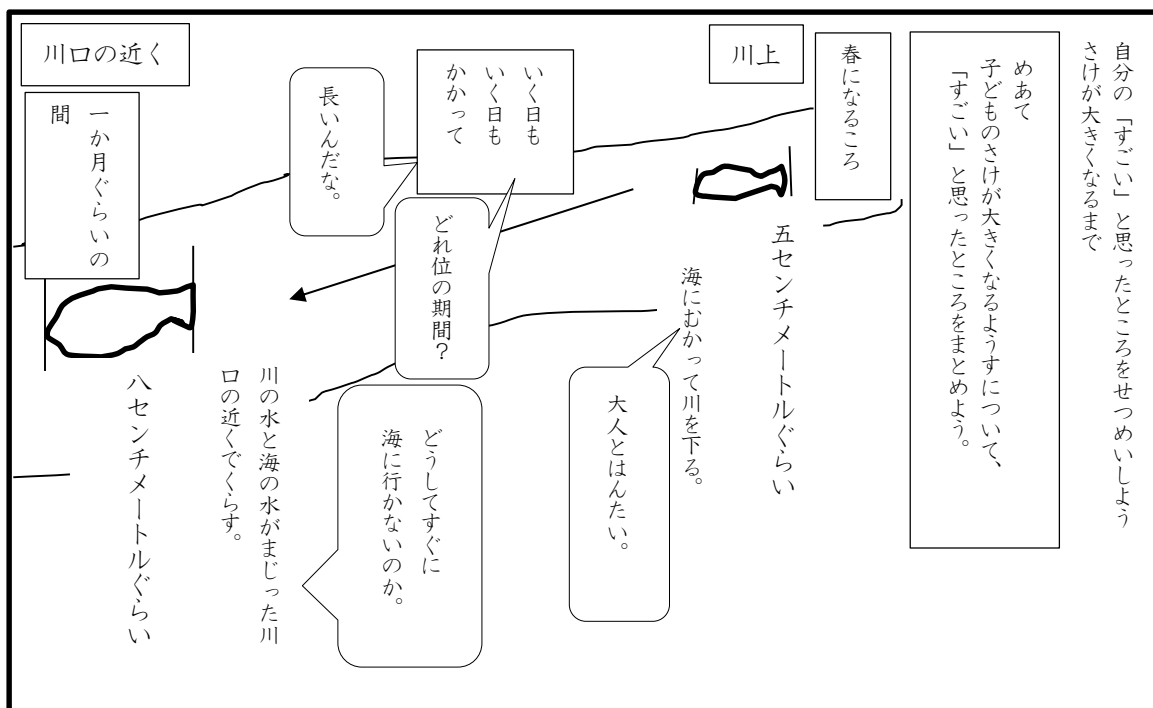 自分の「すごい」と思ったところをせつめいしよう
さけが大きくなるまで
めあて
子どものさけが大きくなるようすについて、
「すごい」と思ったところをまとめよう。
春になるころ
川上
五センチメートルぐらい
海にむかって川を下る。
大人とはんたい。
いく日も
いく日も
かかって
どれ位の期間？
長いんだな。
どうしてすぐに
海に行かないのか。
川の水と海の水がまじった川
口の近くでくらす。
八センチメートルぐらい
川口の近く
一か月ぐらいの
間